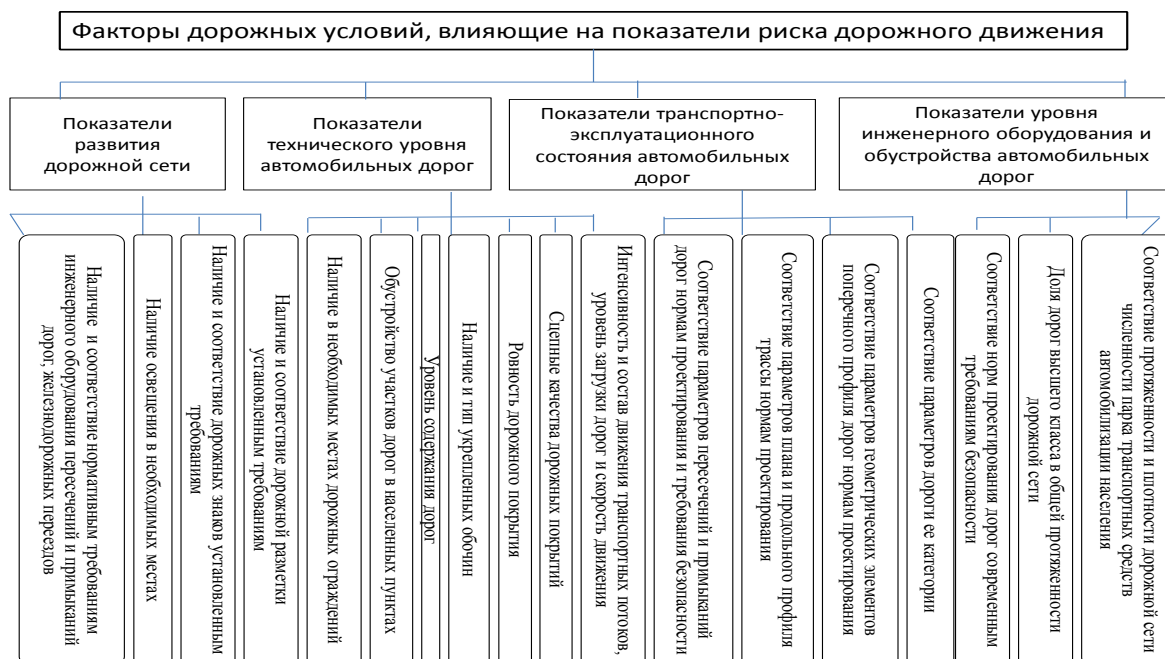 Факторы дорожных условий, влияющие на показатели риска дорожного движения
Показатели
развития
дорожной сети
Показатели
технического уровня
автомобильных дорог
Показатели транспортно-
эксплуатационного
состояния автомобильных
дорог
Показатели уровня
инженерного оборудования и
обустройства автомобильных
дорог
Наличие и соответствие нормативным требованиям
инженерного оборудования пересечений и примыканий
дорог, железнодорожных переездов
Наличие освещения в необходимых местах
Наличие и соответствие дорожных знаков установленным
требованиям
Наличие и соответствие дорожной разметки
установленным требованиям
Наличие в необходимых местах дорожных ограждений
Обустройство участков дорог в населенных пунктах
Уровень содержания дорог
Наличие и тип укрепленных обочин
Ровность дорожного покрытия
Сцепные качества дорожных покрытий
Интенсивность и состав движения транспортных потоков,
уровень загрузки дорог и скорость движения
Соответствие параметров пересечений и примыканий
дорог нормам проектирования и требования безопасности
Соответствие параметров плана и продольного профиля
трассы нормам проектирования
Соответствие параметров геометрических элементов
поперечного профиля дорог нормам проектирования
Соответствие параметров дороги ее категории
Соответствие норм проектирования дорог современным
требованиям безопасности
Доля дорог высшего класса в общей протяженности
дорожной сети
Соответствие протяженности и плотности дорожной сети
численности парка транспортных средств
автомобилизации населения